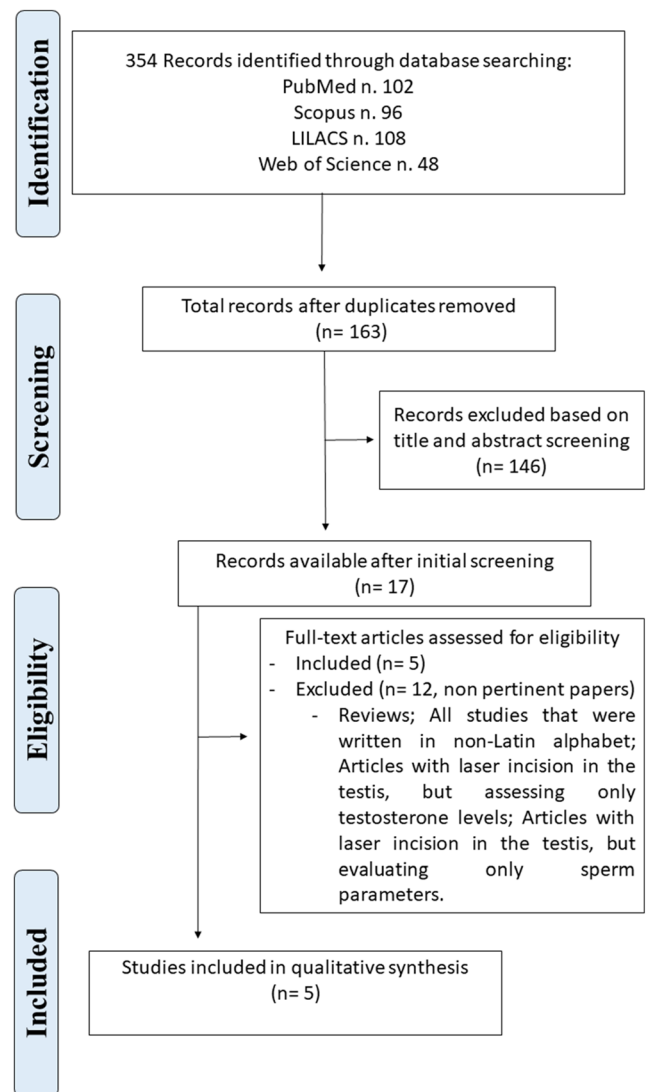 Identification
354 Records identified through database searching:
PubMed n. 102
Scopus n. 96
LILACS n. 108
Web of Science n. 48
Screening
Total records after duplicates removed
(n= 163)
Records excluded based on
title and abstract screening
(n= 146)
Records available after initial screening
(n= 17)
Eligibility
Full-text articles assessed for eligibility
- Included (n= 5)
- Excluded (n= 12, non pertinent papers)
- Reviews; All studies that were
written in non-Latin alphabet;
Articles with laser incision in the
testis, but assessing only
testosterone levels; Articles with
laser incision in the testis, but
evaluating only sperm
parameters.
Included
Studies included in qualitative synthesis
(n= 5)